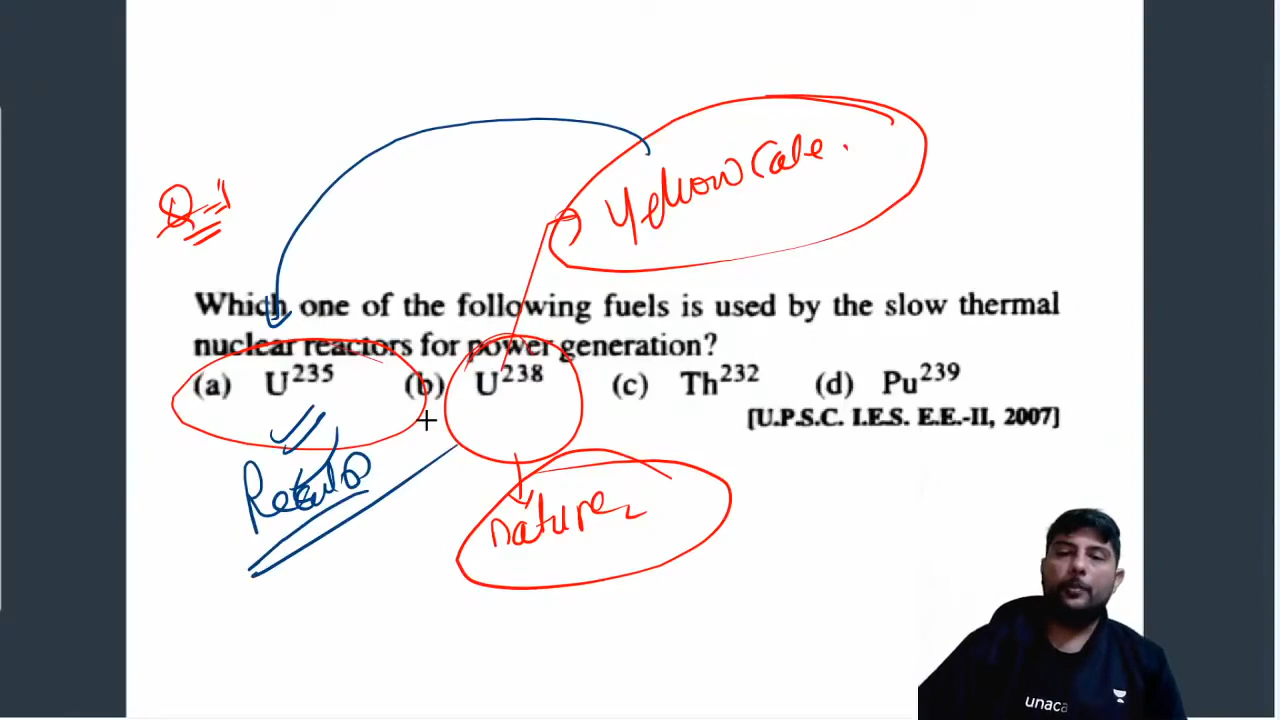 Yellow Cake.
Q-1
Which one of the following fuels is used by the slow thermal
nuclear reactors for power generation?
(a) U²³⁵ (b) U²³⁸ (c) Th²³² (d) Pu²³⁹
[U.P.S.C. I.E.S. E.E.-II, 2007]
nature
unaca